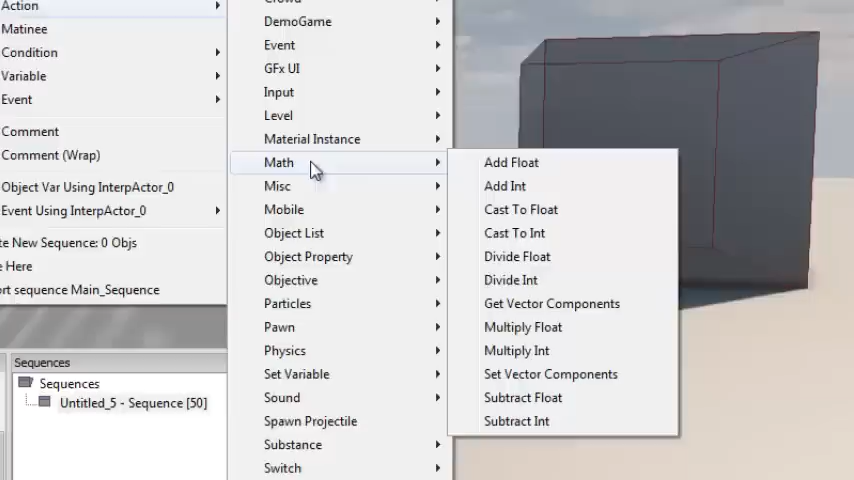 Action
Matinee
Condition
Variable
Event
Comment
Comment (Wrap)
Object Var Using InterpActor_0
Event Using InterpActor_0
te New Sequence: 0 Objs
e Here
ort sequence Main_Sequence
Sequences
Sequences
Untitled_5 - Sequence [50]
Crowd
DemoGame
Event
GFx UI
Input
Level
Material Instance
Math
Misc
Mobile
Object List
Object Property
Objective
Particles
Pawn
Physics
Set Variable
Sound
Spawn Projectile
Substance
Switch
Add Float
Add Int
Cast To Float
Cast To Int
Divide Float
Divide Int
Get Vector Components
Multiply Float
Multiply Int
Set Vector Components
Subtract Float
Subtract Int